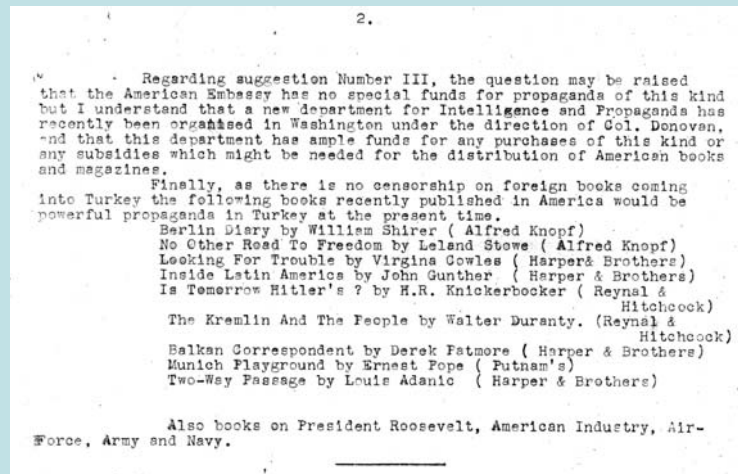 2.
Regarding suggestion Number III, the question may be raised
that the American Embassy has no special funds for propaganda of this kind
but I understand that a new department for Intelligence and Propaganda has
recently been organised in Washington under the direction of Col. Donovan,
and that this department has ample funds for any purchases of this kind or
any subsidies which might be needed for the distribution of American books
and magazines.
Finally, as there is no censorship on foreign books coming
into Turkey the following books recently published in America would be
powerful propaganda in Turkey at the present time.
Berlin Diary by William Shirer ( Alfred Knopf)
No Other Road To Freedom by Leland Stowe ( Alfred Knopf)
Looking For Trouble by Virgina Cowles ( Harper& Brothers)
Inside Latin America by John Gunther ( Harper & Brothers)
Is Tomorrow Hitler's ? by H.R. Knickerbocker ( Reynal &
Hitchcock)
The Kremlin And The People by Walter Duranty. (Reynal &
Hitchcock)
Balkan Correspondent by Derek Patmore ( Harper & Brothers)
Munich Playground by Ernest Pope ( Putnam's)
Two-Way Passage by Louis Adanic ( Harper & Brothers)
Also books on President Roosevelt, American Industry, Air-
Force, Army and Navy.